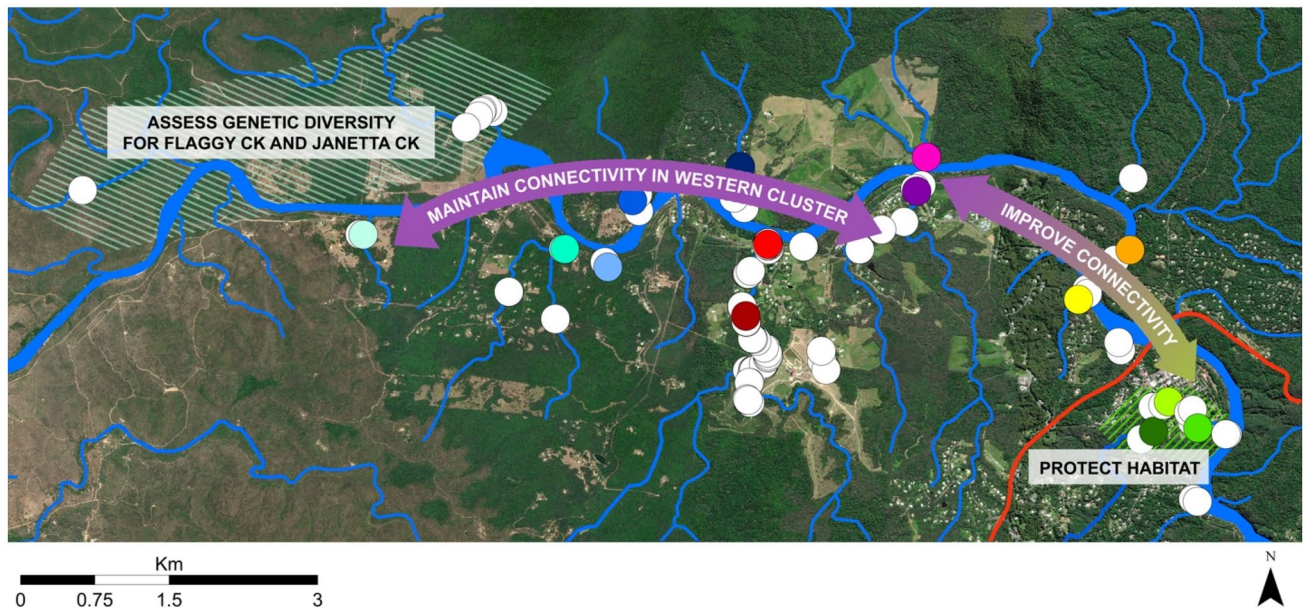 ASSESS GENETIC DIVERSITY
FOR FLAGGY CK AND JANETTA CK
MAINTAIN CONNECTIVITY IN WESTERN CLUSTER
IMPROVE CONNECTIVITY
PROTECT HABITAT
Km
0 0.75 1.5 3
N